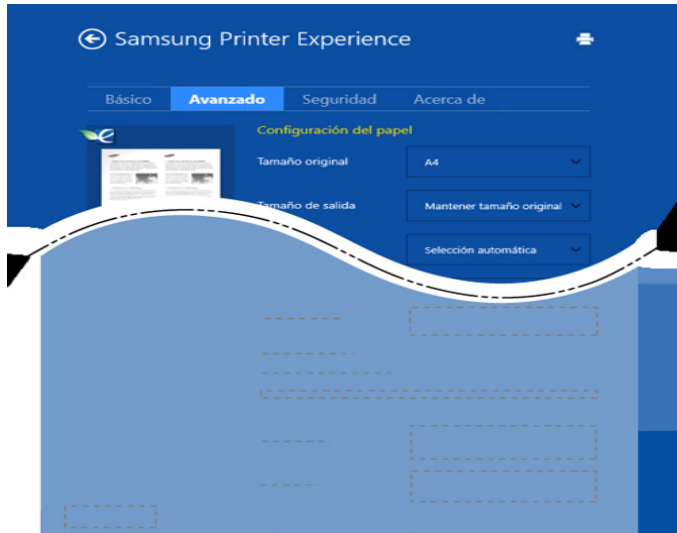 Samsung Printer Experience
Básico Avanzado Seguridad Acerca de
Configuración del papel
Tamaño original A4
Tamaño de salida Mantener tamaño original
Selección automática